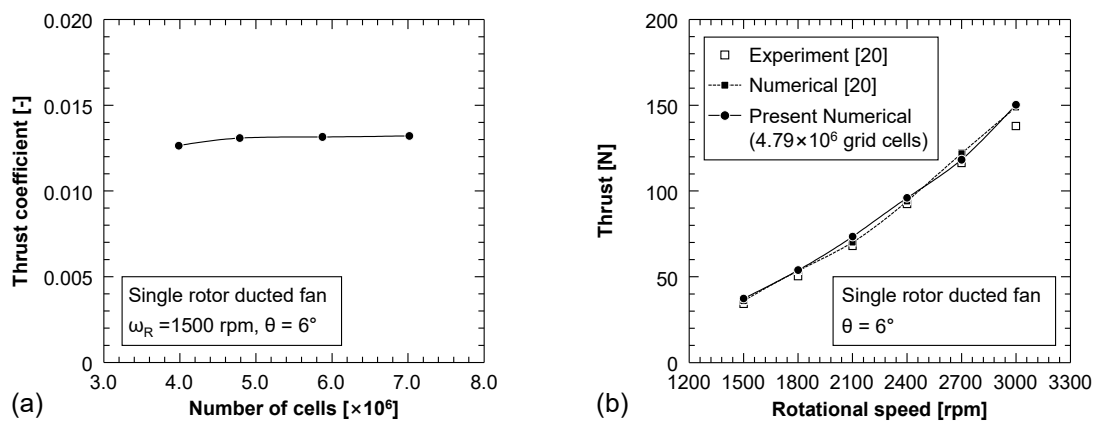 0.020
0.015
0.010
0.005
0
Thrust coefficient [-]
Single rotor ducted fan
ω_R =1500 rpm, θ = 6°
3.0 4.0 5.0 6.0 7.0 8.0
Number of cells [×10⁶]
(a)
200
150
100
50
0
Thrust [N]
Experiment [20]
Numerical [20]
Present Numerical
(4.79×10⁶ grid cells)
Single rotor ducted fan
θ = 6°
1200 1500 1800 2100 2400 2700 3000 3300
Rotational speed [rpm]
(b)